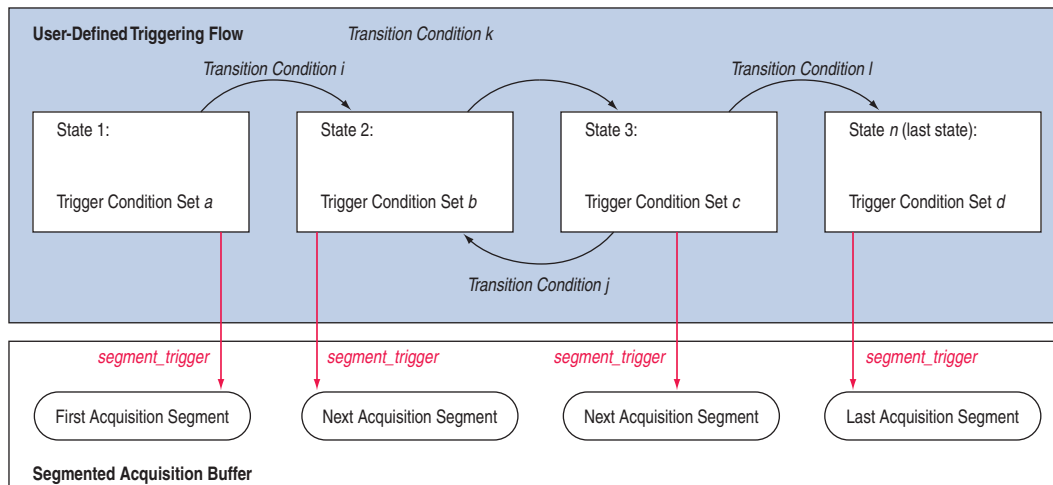 User-Defined Triggering Flow
Transition Condition k
Transition Condition i
Transition Condition l
State 1:
Trigger Condition Set a
State 2:
Trigger Condition Set b
State 3:
Trigger Condition Set c
State n (last state):
Trigger Condition Set d
Transition Condition j
segment_trigger
segment_trigger
segment_trigger
segment_trigger
First Acquisition Segment
Next Acquisition Segment
Next Acquisition Segment
Last Acquisition Segment
Segmented Acquisition Buffer